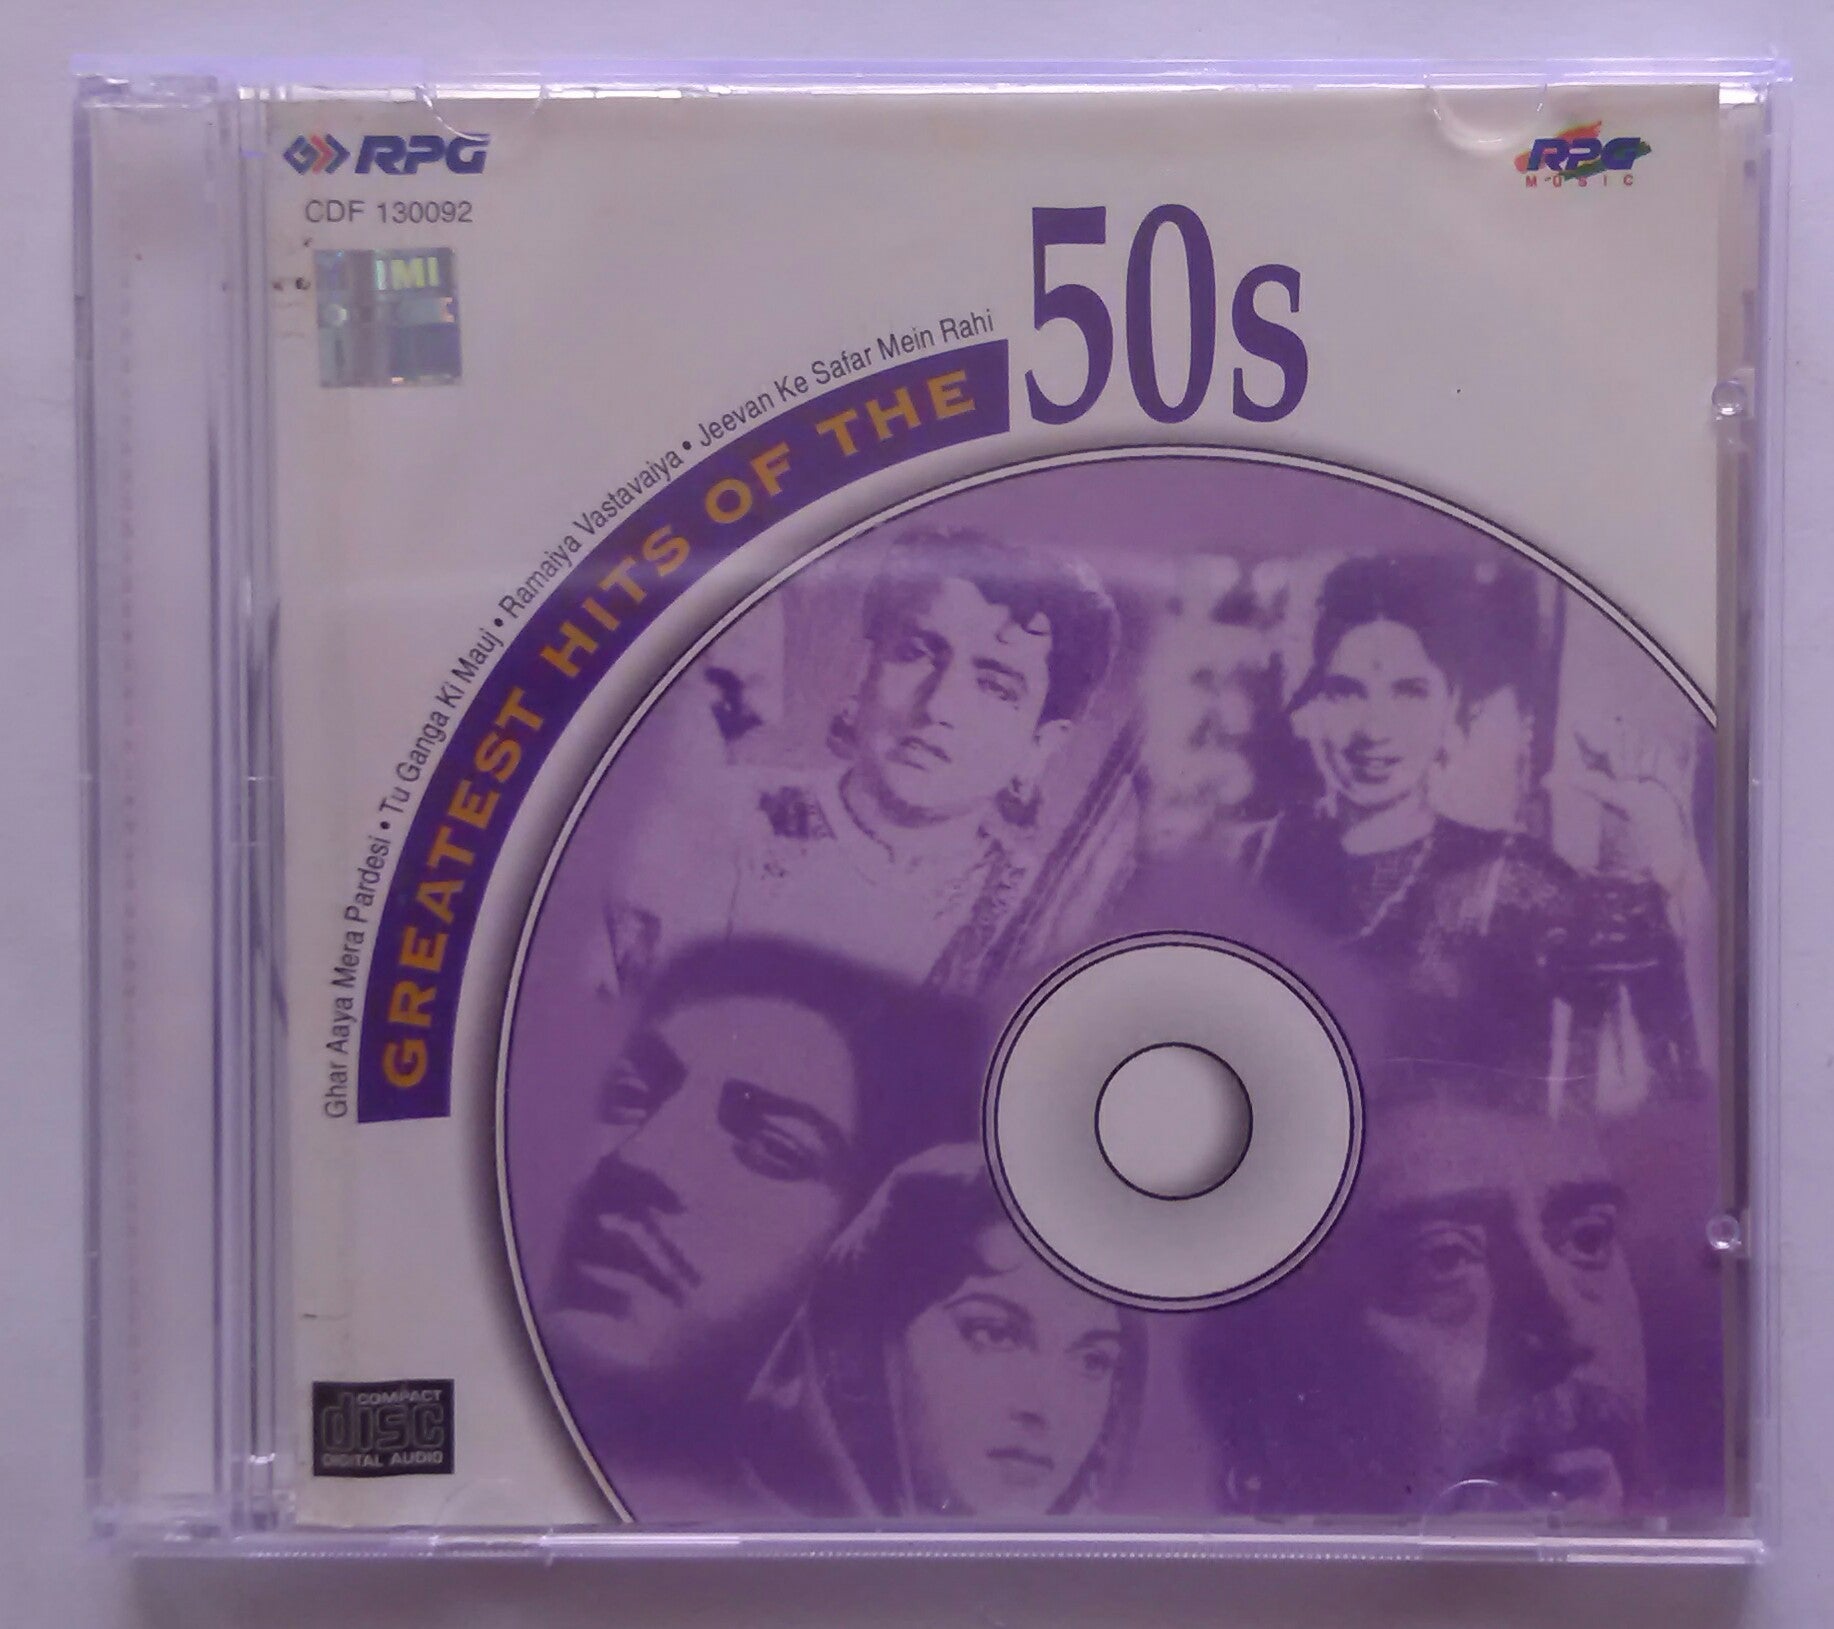 RPG
RPG
MUSIC
CDF 130092
IMI
50s
Ghar Aaya Mera Pardesi • Tu Ganga Ki Mauj • Ramaiya Vastavaiya • Jeevan Ke Safar Mein Rahi
GREATEST HITS OF THE
COMPACT
disc
DIGITAL AUDIO